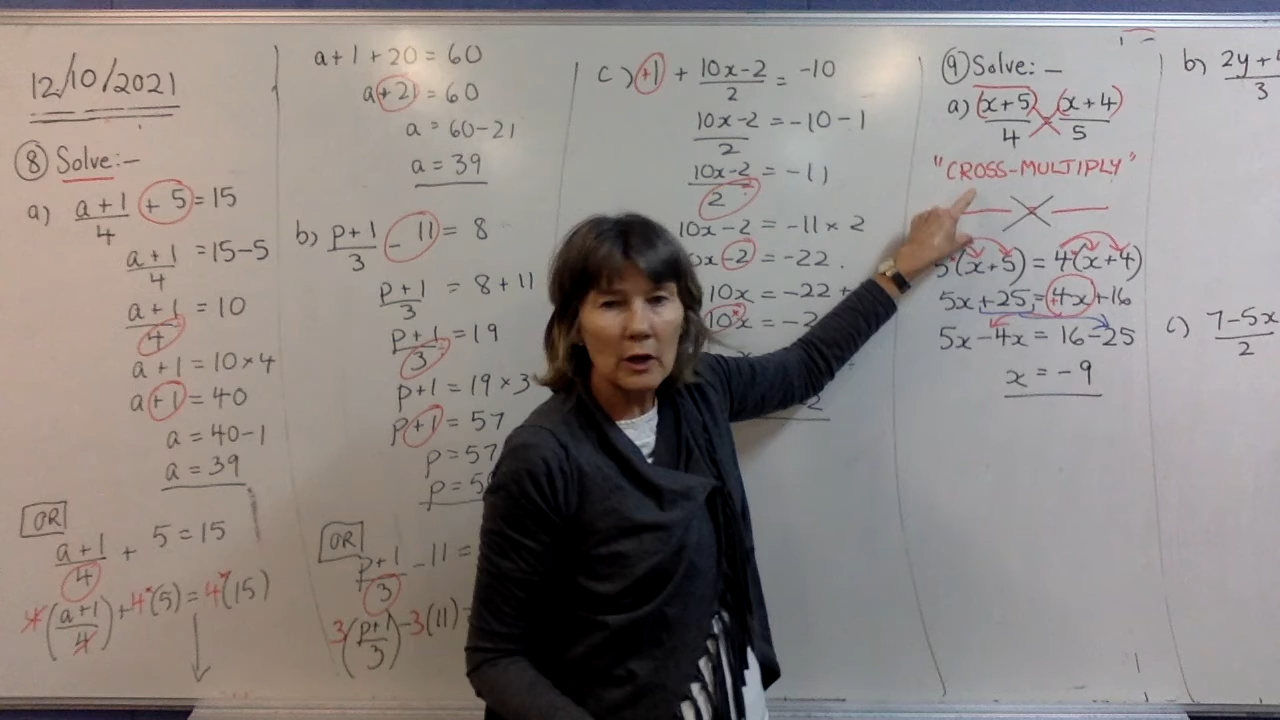 12/10/2021
⑧ Solve:-
a) a+1/4 + 5 = 15
a+1/4 = 15-5
a+1/4 = 10
a+1 = 10×4
a+1 = 40
a = 40-1
a = 39
OR
a+1/4 + 5 = 15
4(a+1/4) + 4(5) = 4(15)
a+1+20 = 60
a+21 = 60
a = 60-21
a = 39
b) p+1/3 - 11 = 8
p+1/3 = 8+11
p+1/3 = 19
p+1 = 19×3
p+1 = 57
p = 57
p =
OR
p+1/3 - 11 =
3(p+1/3) - 3(11)
c) +1 + 10x-2/2 = -10
10x-2/2 = -10-1
10x-2/2 = -11
10x-2 = -11×2
x-2 = -22
10x = -22+
10x = -2
⑨ Solve:-
a) (x+5)/4 (x+4)/5
"CROSS-MULTIPLY"
5(x+5) = 4(x+4)
5x+25 = +4x+16
5x-4x = 16-25
x = -9
b) 2y+/3
c) 7-5x/2